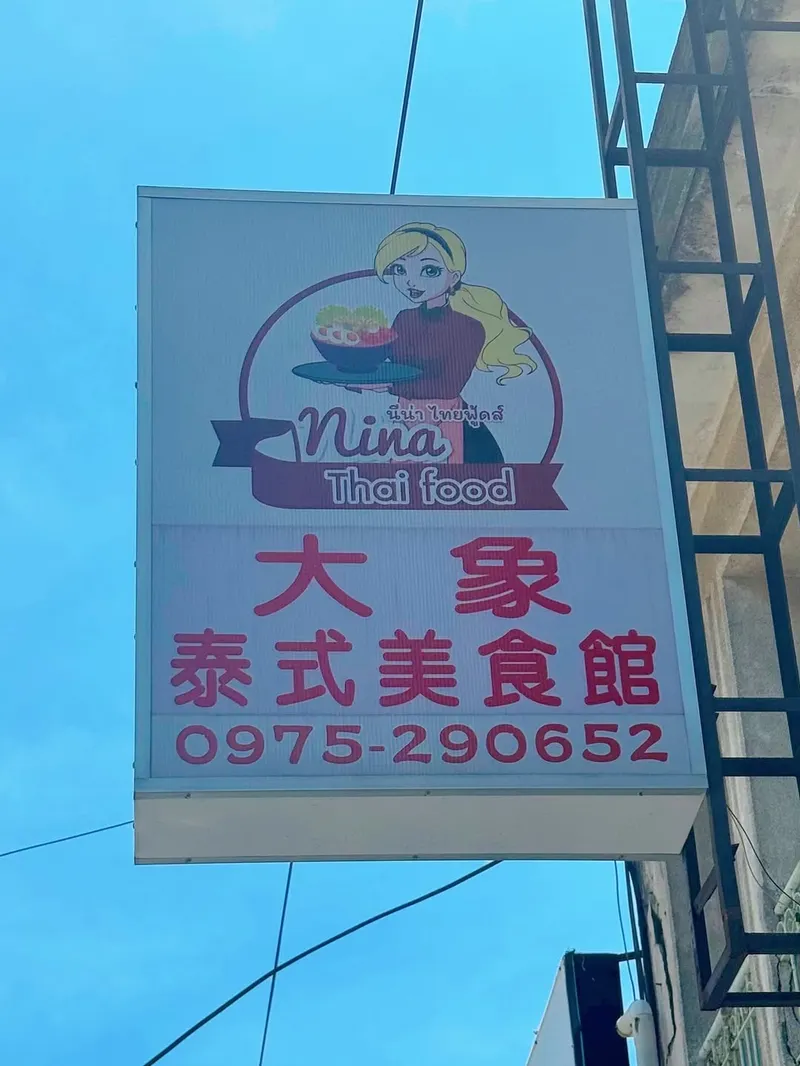 นีน่า ไทยฟู้ดส์
Nina
Thai food
大象
泰式美食館
0975-290652